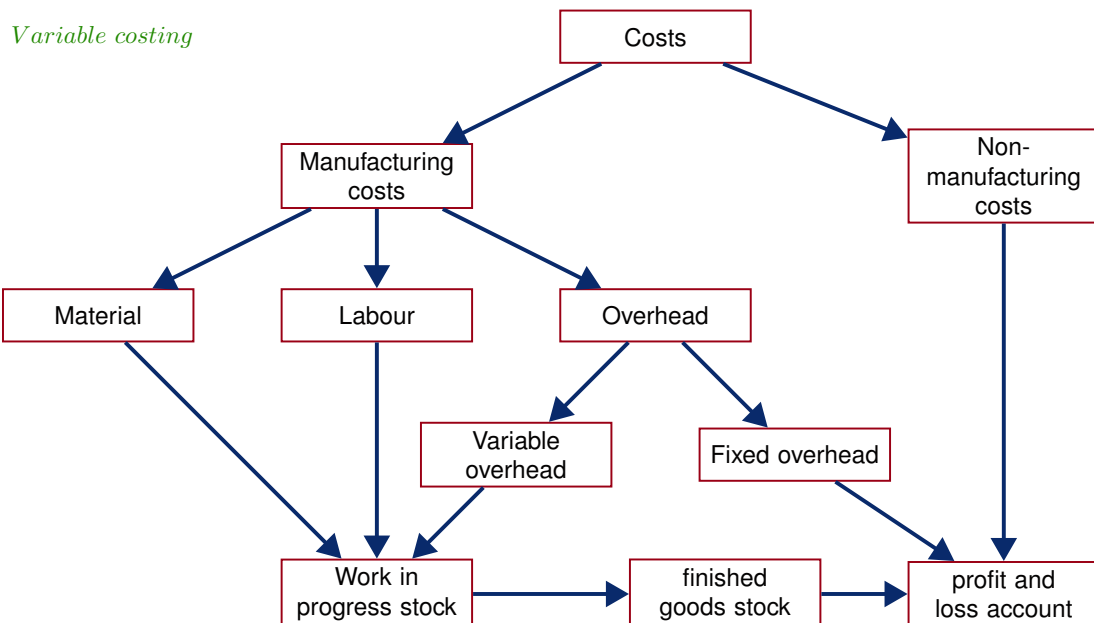 Variable costing
Costs
Manufacturing
costs
Non-
manufacturing
costs
Material
Labour
Overhead
Variable
overhead
Fixed overhead
Work in
progress stock
finished
goods stock
profit and
loss account